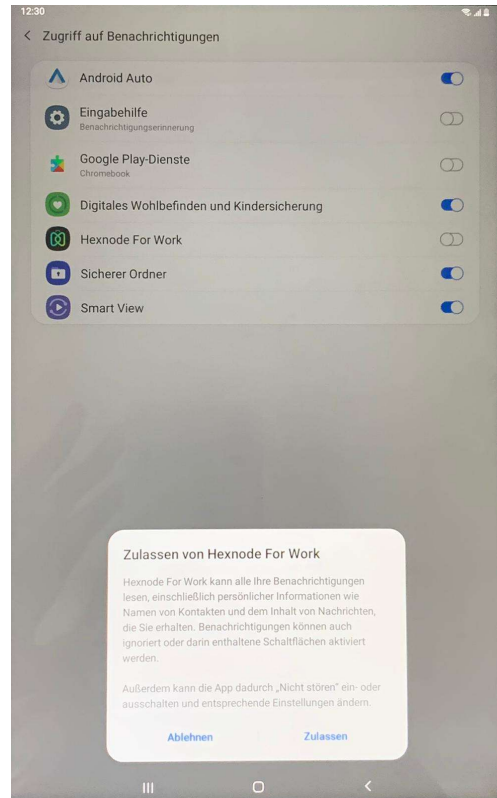 12:30
Zugriff auf Benachrichtigungen
Android Auto
Eingabehilfe
Benachrichtigungserinnerung
Google Play-Dienste
Chromebook
Digitales Wohlbefinden und Kindersicherung
Hexnode For Work
Sicherer Ordner
Smart View
Zulassen von Hexnode For Work
Hexnode For Work kann alle Ihre Benachrichtigungen
lesen, einschließlich persönlicher Informationen wie
Namen von Kontakten und dem Inhalt von Nachrichten,
die Sie erhalten. Benachrichtigungen können auch
ignoriert oder darin enthaltene Schaltflächen aktiviert
werden.
Außerdem kann die App dadurch „Nicht stören" ein- oder
ausschalten und entsprechende Einstellungen ändern.
Ablehnen
Zulassen